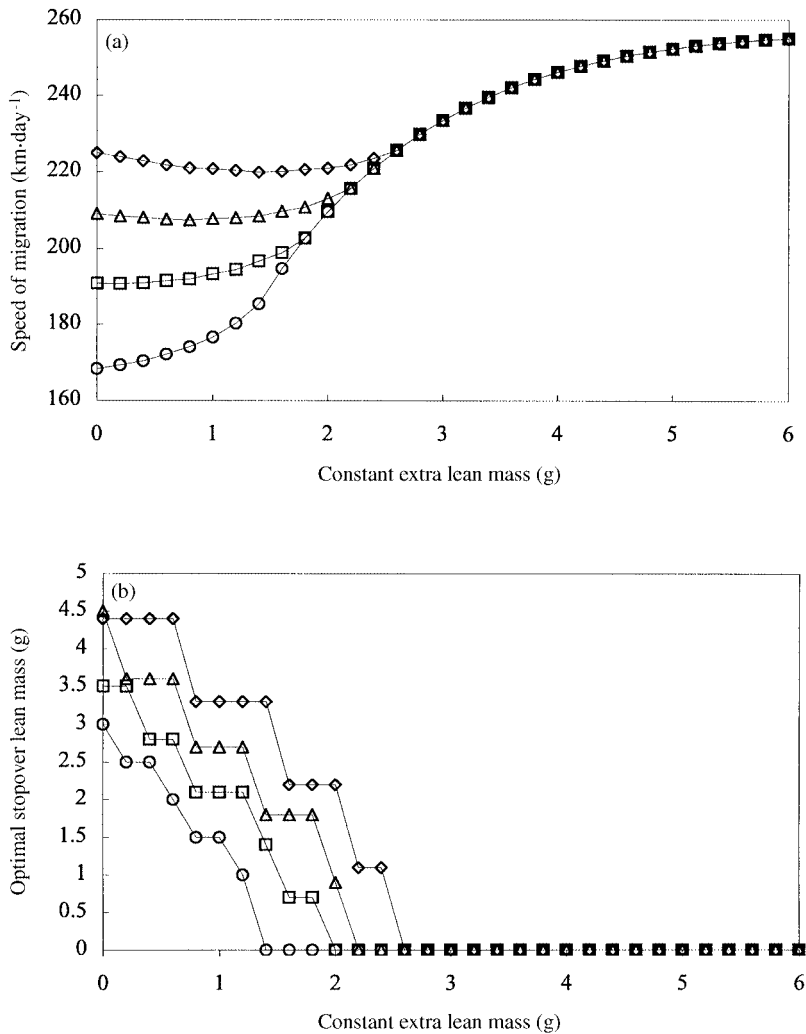 (a)
260
240
220
200
180
160
Speed of migration (km·day⁻¹)
0 1 2 3 4 5 6
Constant extra lean mass (g)
(b)
5
4.5
4
3.5
3
2.5
2
1.5
1
0.5
0
Optimal stopover lean mass (g)
0 1 2 3 4 5 6
Constant extra lean mass (g)